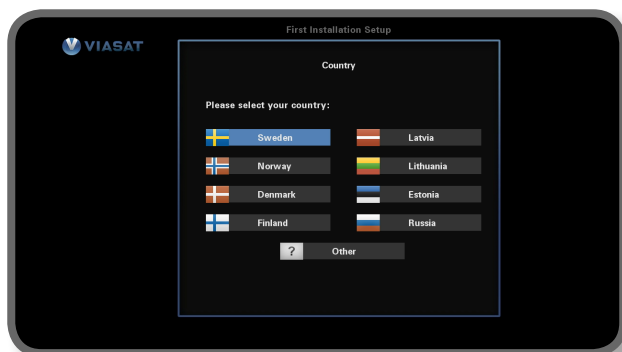 First Installation Setup
VIASAT
Country
Please select your country:
Sweden
Latvia
Norway
Lithuania
Denmark
Estonia
Finland
Russia
? Other